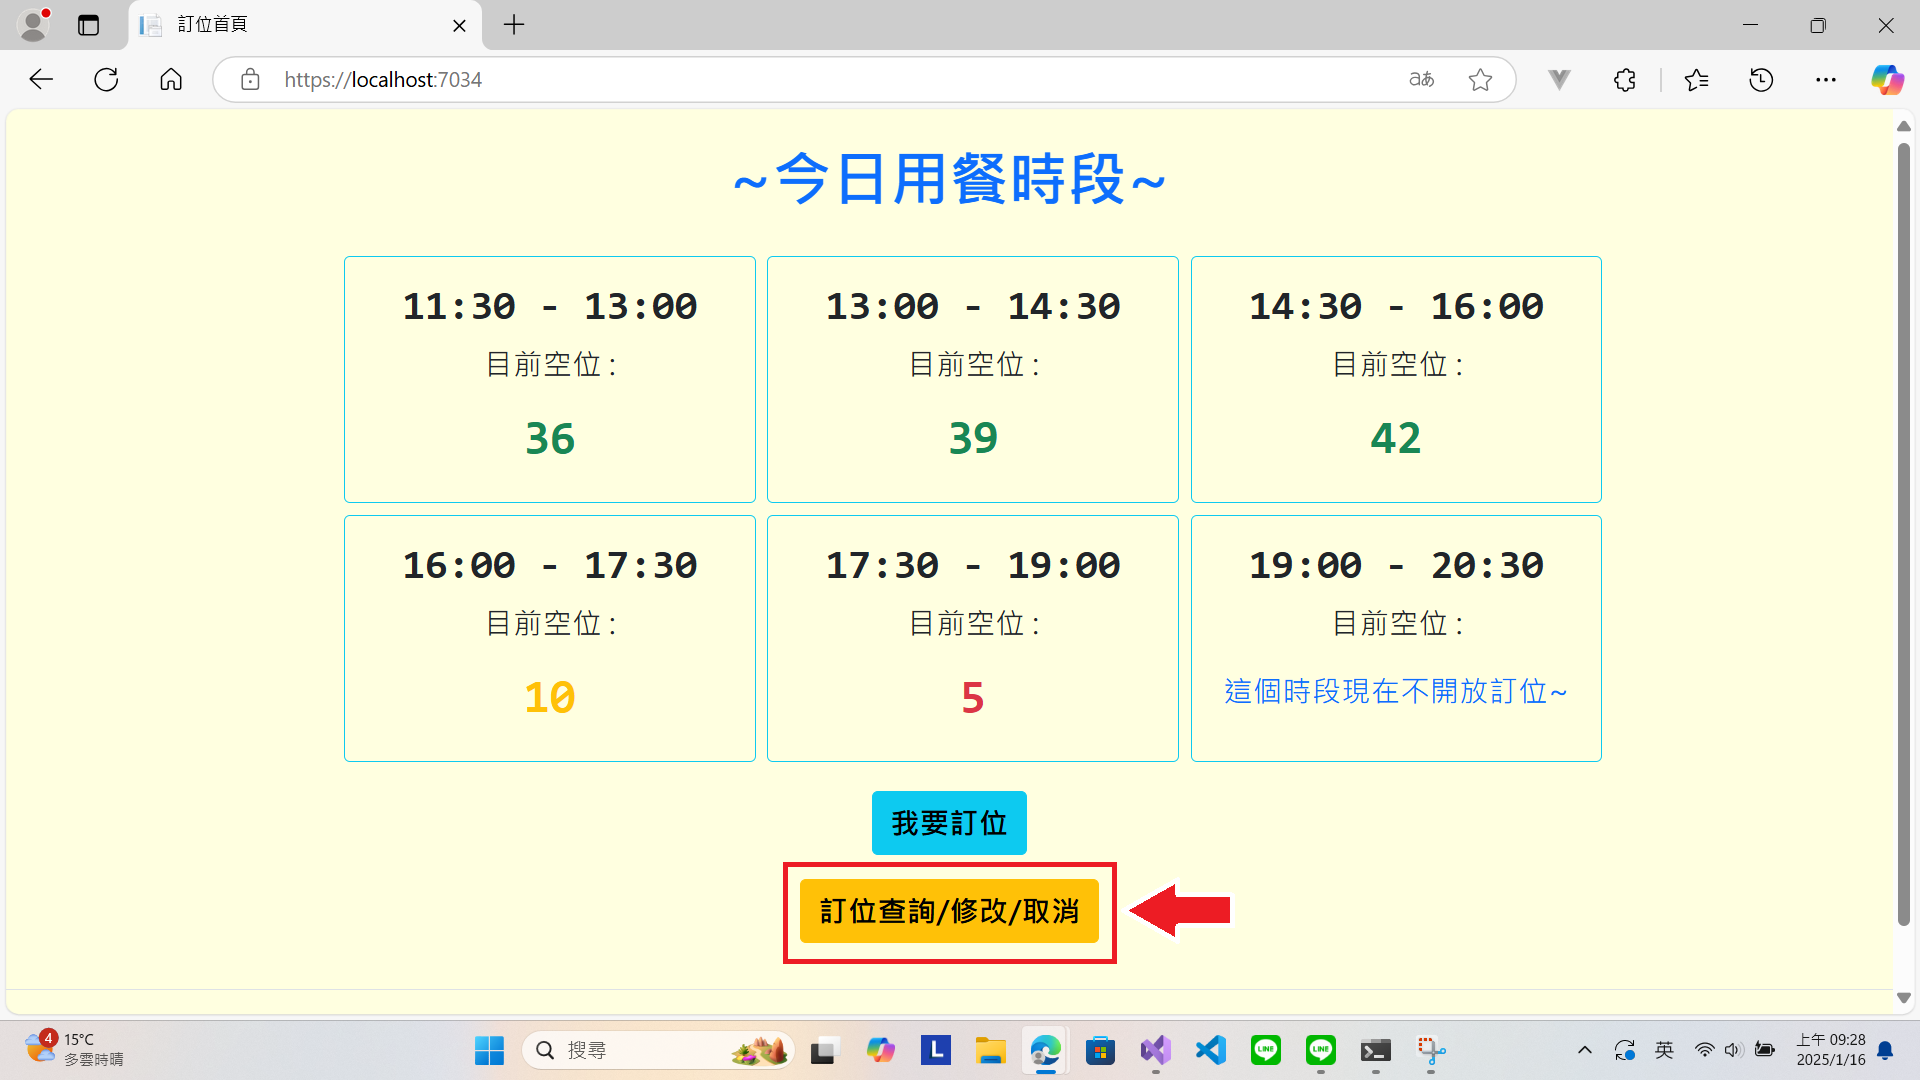 訂位首頁
https://localhost:7034
aあ
~今日用餐時段~
11:30 - 13:00
目前空位:
36
13:00 - 14:30
目前空位:
39
14:30 - 16:00
目前空位:
42
16:00 - 17:30
目前空位:
10
17:30 - 19:00
目前空位:
5
19:00 - 20:30
目前空位:
這個時段現在不開放訂位~
我要訂位
訂位查詢/修改/取消
4
15°C
多雲時晴
搜尋
L
LINE
LINE
英
上午 09:28
2025/1/16